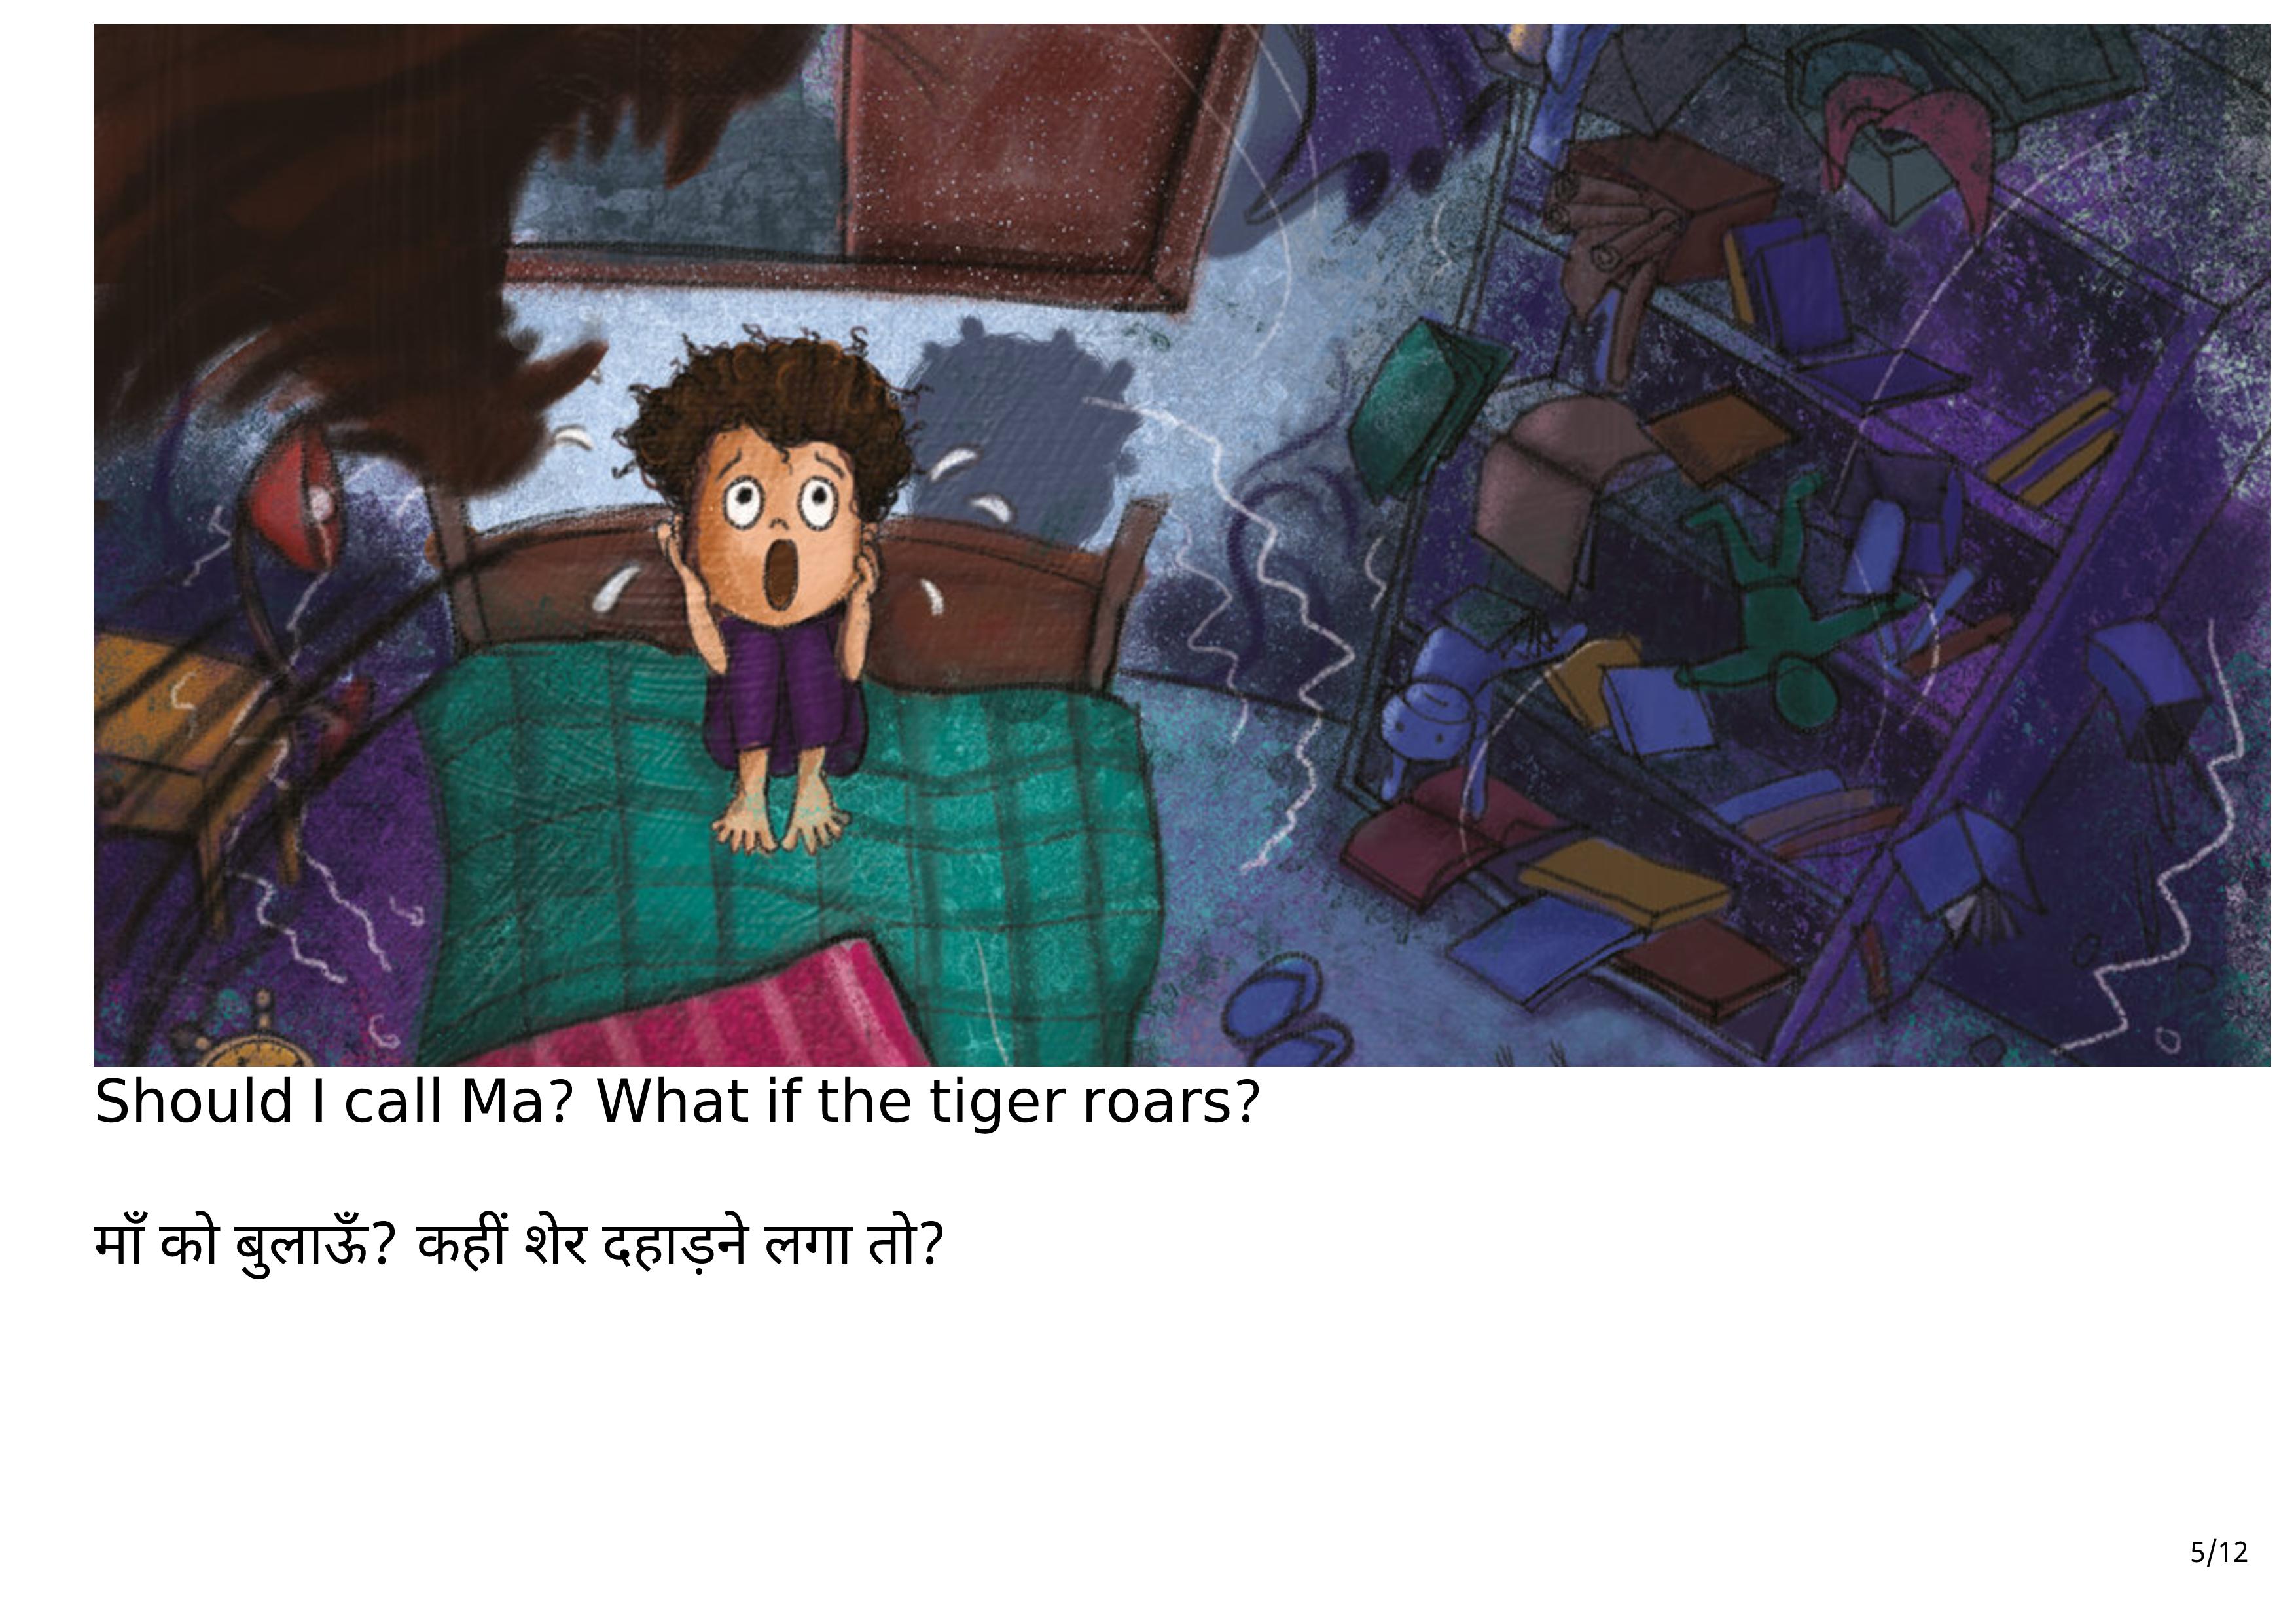 Should I call Ma? What if the tiger roars?
माँ को बुलाऊँ? कहीं शेर दहाड़ने लगा तो?
5/12